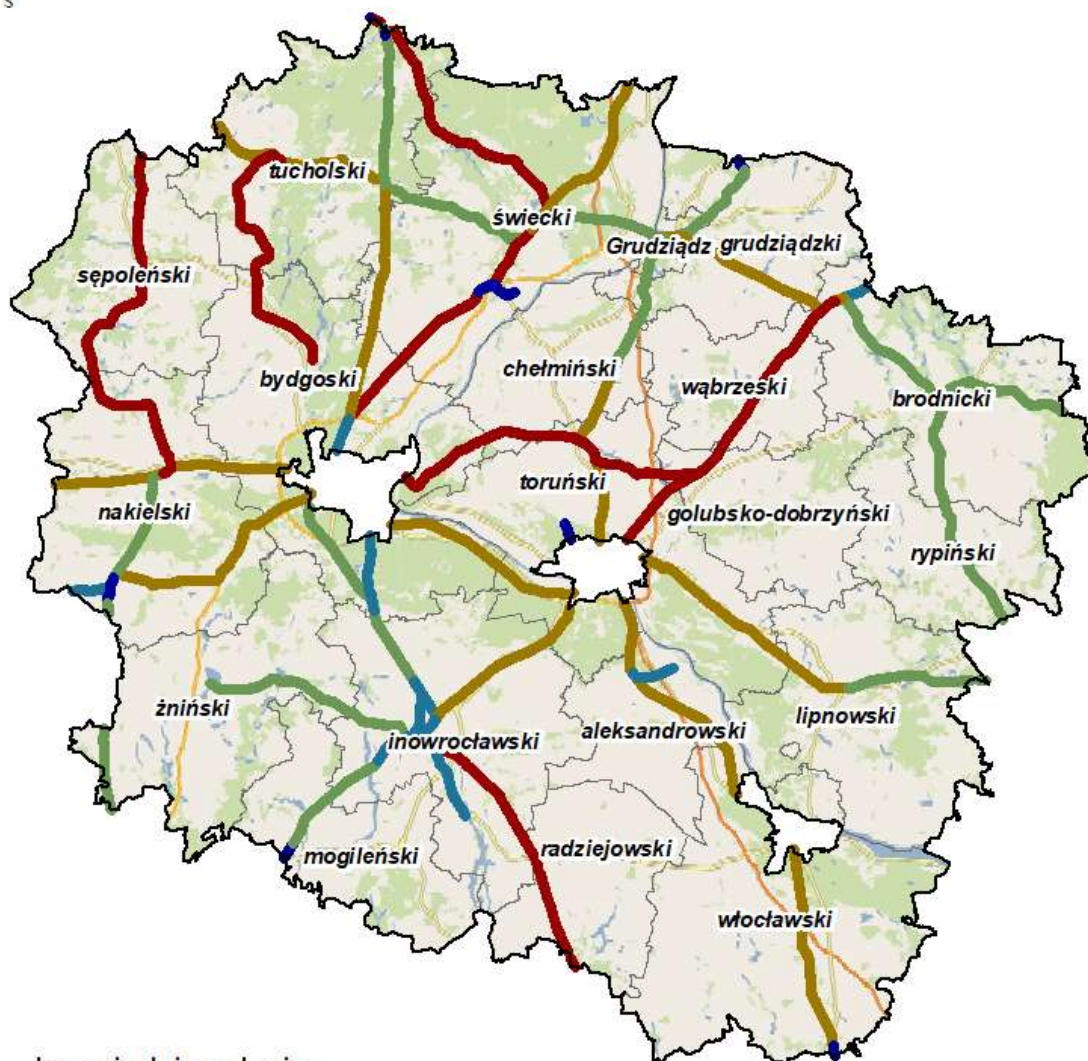 tucholski
świecki
Grudziądz
grudziądzki
sępoleński
chełmiński
wąbrzeski
bydgoski
brodnicki
toruński
nakielski
golubsko-dobrzyński
rypiński
żniński
lipnowski
aleksandrowski
inowrocławski
radziejowski
mogileński
włocławski